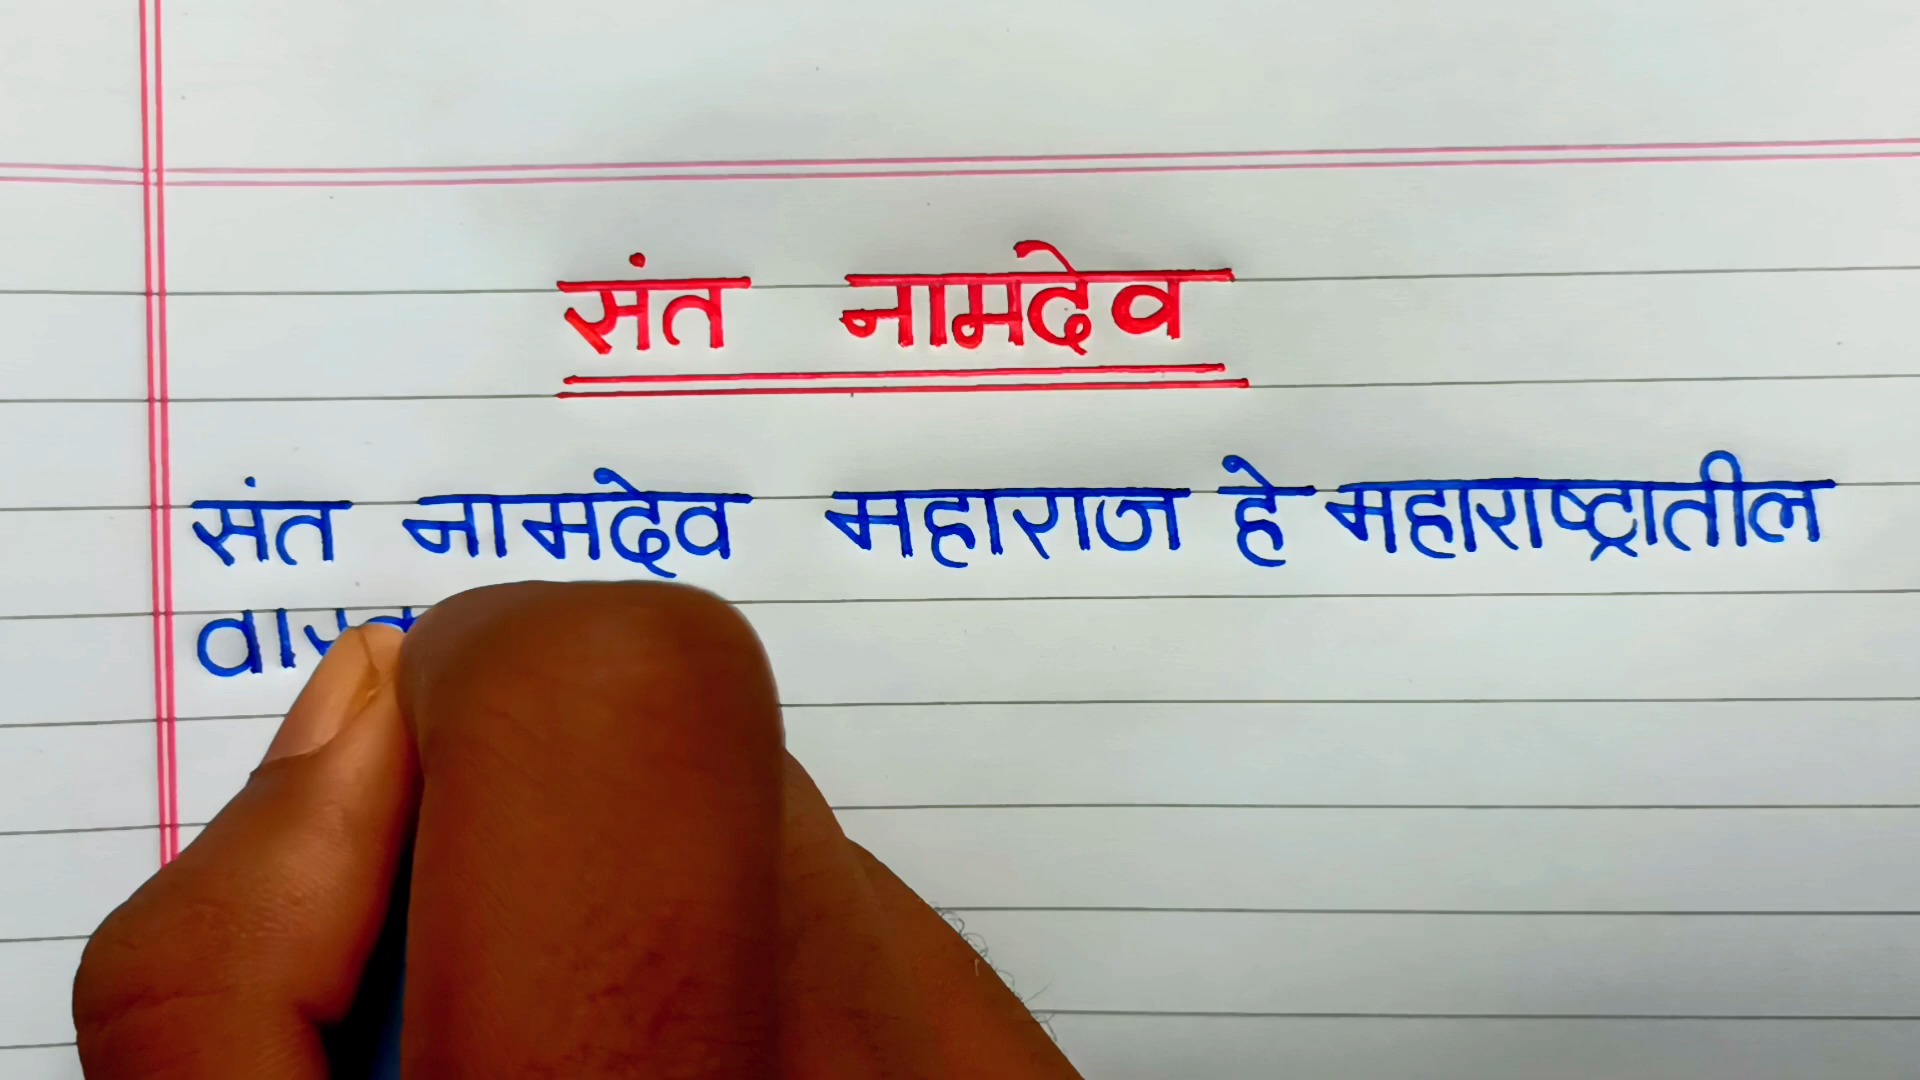 संत नामदेव
संत नामदेव महाराज हे महाराष्ट्रातील